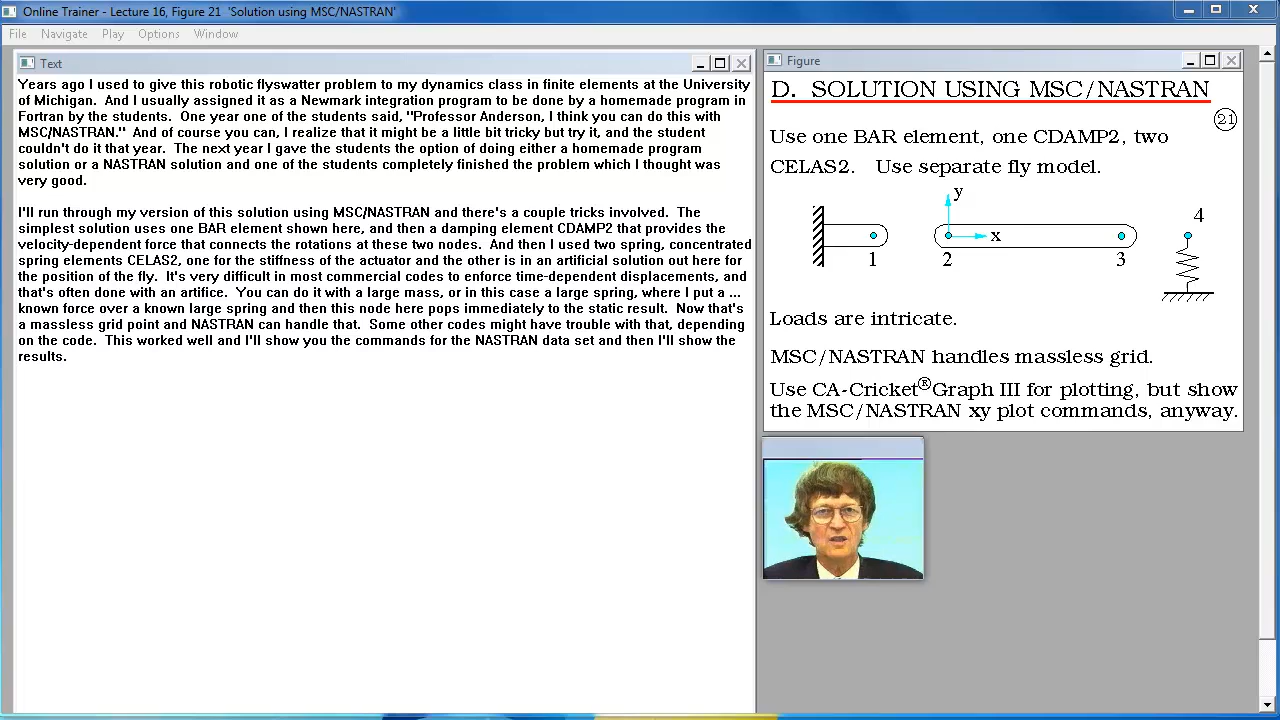 Online Trainer - Lecture 16, Figure 21  'Solution using MSC/NASTRAN'
File Navigate Play Options Window
Text
Years ago I used to give this robotic flyswatter problem to my dynamics class in finite elements at the University
of Michigan.  And I usually assigned it as a Newmark integration program to be done by a homemade program in
Fortran by the students.  One year one of the students said, "Professor Anderson, I think you can do this with
MSC/NASTRAN."  And of course you can, I realize that it might be a little bit tricky but try it, and the student
couldn't do it that year.  The next year I gave the students the option of doing either a homemade program
solution or a NASTRAN solution and one of the students completely finished the problem which I thought was
very good.
I'll run through my version of this solution using MSC/NASTRAN and there's a couple tricks involved.  The
simplest solution uses one BAR element shown here, and then a damping element CDAMP2 that provides the
velocity-dependent force that connects the rotations at these two nodes.  And then I used two spring, concentrated
spring elements CELAS2, one for the stiffness of the actuator and the other is in an artificial solution out here for
the position of the fly.  It's very difficult in most commercial codes to enforce time-dependent displacements, and
that's often done with an artifice.  You can do it with a large mass, or in this case a large spring, where I put a ...
known force over a known large spring and then this node here pops immediately to the static result.  Now that's
a massless grid point and NASTRAN can handle that.  Some other codes might have trouble with that, depending
on the code.  This worked well and I'll show you the commands for the NASTRAN data set and then I'll show the
results.
Figure
D.  SOLUTION USING MSC/NASTRAN
21
Use one BAR element, one CDAMP2, two
CELAS2.   Use separate fly model.
y
4
x
1 2 3
Loads are intricate.
MSC/NASTRAN handles massless grid.
Use CA-Cricket®Graph III for plotting, but show
the MSC/NASTRAN xy plot commands, anyway.